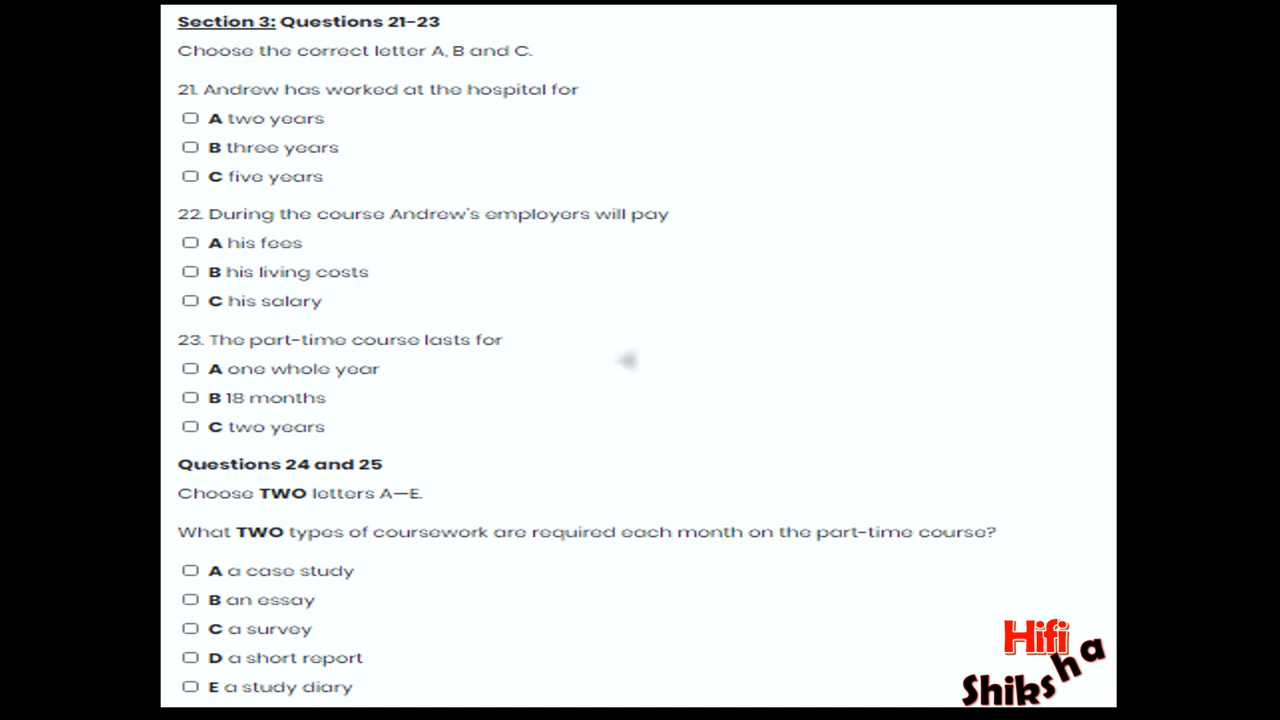 Section 3: Questions 21-23
Choose the correct letter A, B and C.
21. Andrew has worked at the hospital for
A two years
B three years
C five years
22. During the course Andrew's employers will pay
A his fees
B his living costs
C his salary
23. The part-time course lasts for
A one whole year
B 18 months
C two years
Questions 24 and 25
Choose TWO letters A—E.
What TWO types of coursework are required each month on the part-time course?
A a case study
B an essay
C a survey
D a short report
E a study diary
Hifi
Shiksha